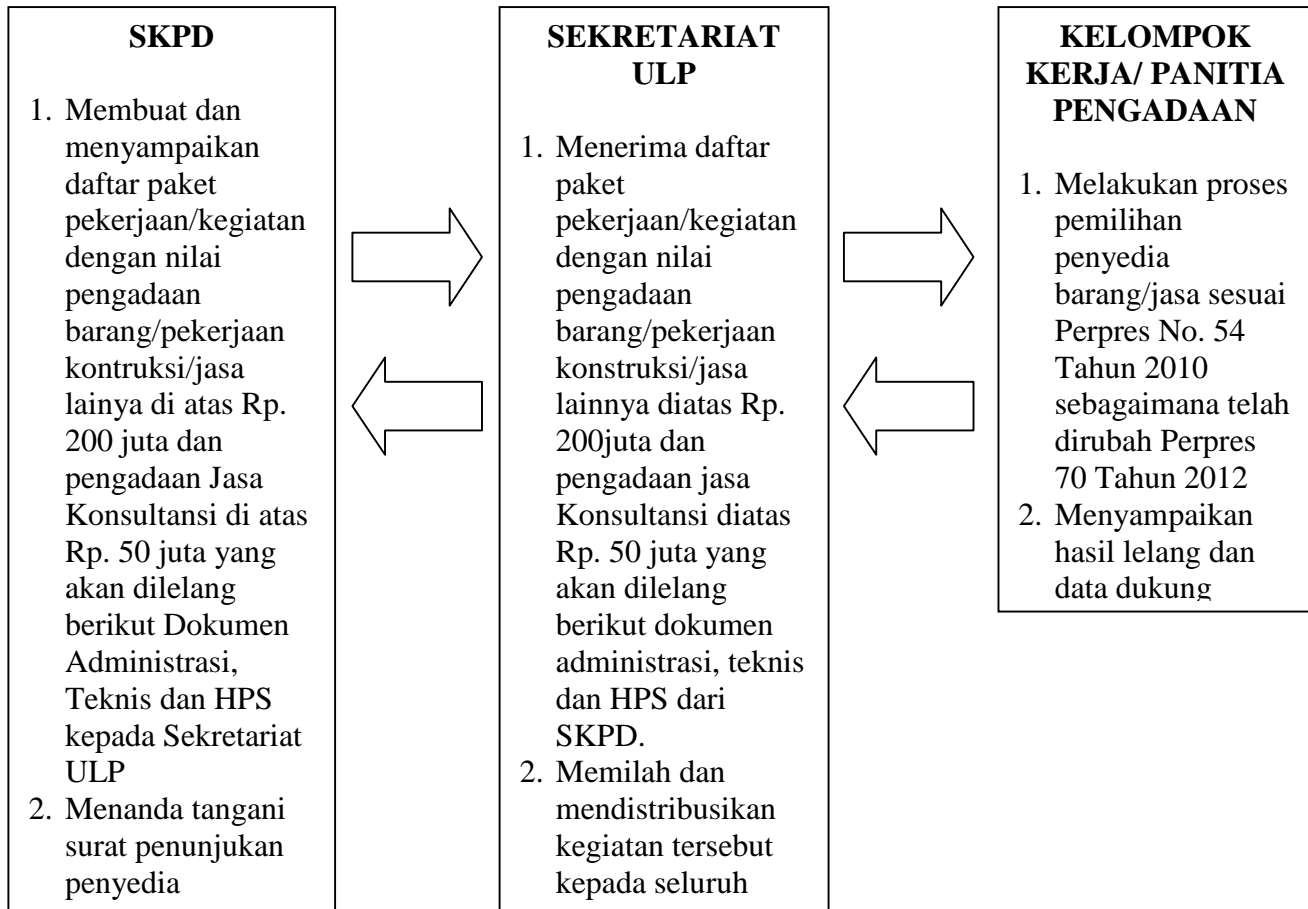 SKPD
1. Membuat dan
menyampaikan
daftar paket
pekerjaan/kegiatan
dengan nilai
pengadaan
barang/pekerjaan
kontruksi/jasa
lainya di atas Rp.
200 juta dan
pengadaan Jasa
Konsultansi di atas
Rp. 50 juta yang
akan dilelang
berikut Dokumen
Administrasi,
Teknis dan HPS
kepada Sekretariat
ULP
2. Menanda tangani
surat penunjukan
penyedia
SEKRETARIAT
ULP
1. Menerima daftar
paket
pekerjaan/kegiatan
dengan nilai
pengadaan
barang/pekerjaan
konstruksi/jasa
lainnya diatas Rp.
200juta dan
pengadaan jasa
Konsultansi diatas
Rp. 50 juta yang
akan dilelang
berikut dokumen
administrasi, teknis
dan HPS dari
SKPD.
2. Memilah dan
mendistribusikan
kegiatan tersebut
kepada seluruh
KELOMPOK
KERJA/ PANITIA
PENGADAAN
1. Melakukan proses
pemilihan
penyedia
barang/jasa sesuai
Perpres No. 54
Tahun 2010
sebagaimana telah
dirubah Perpres
70 Tahun 2012
2. Menyampaikan
hasil lelang dan
data dukung